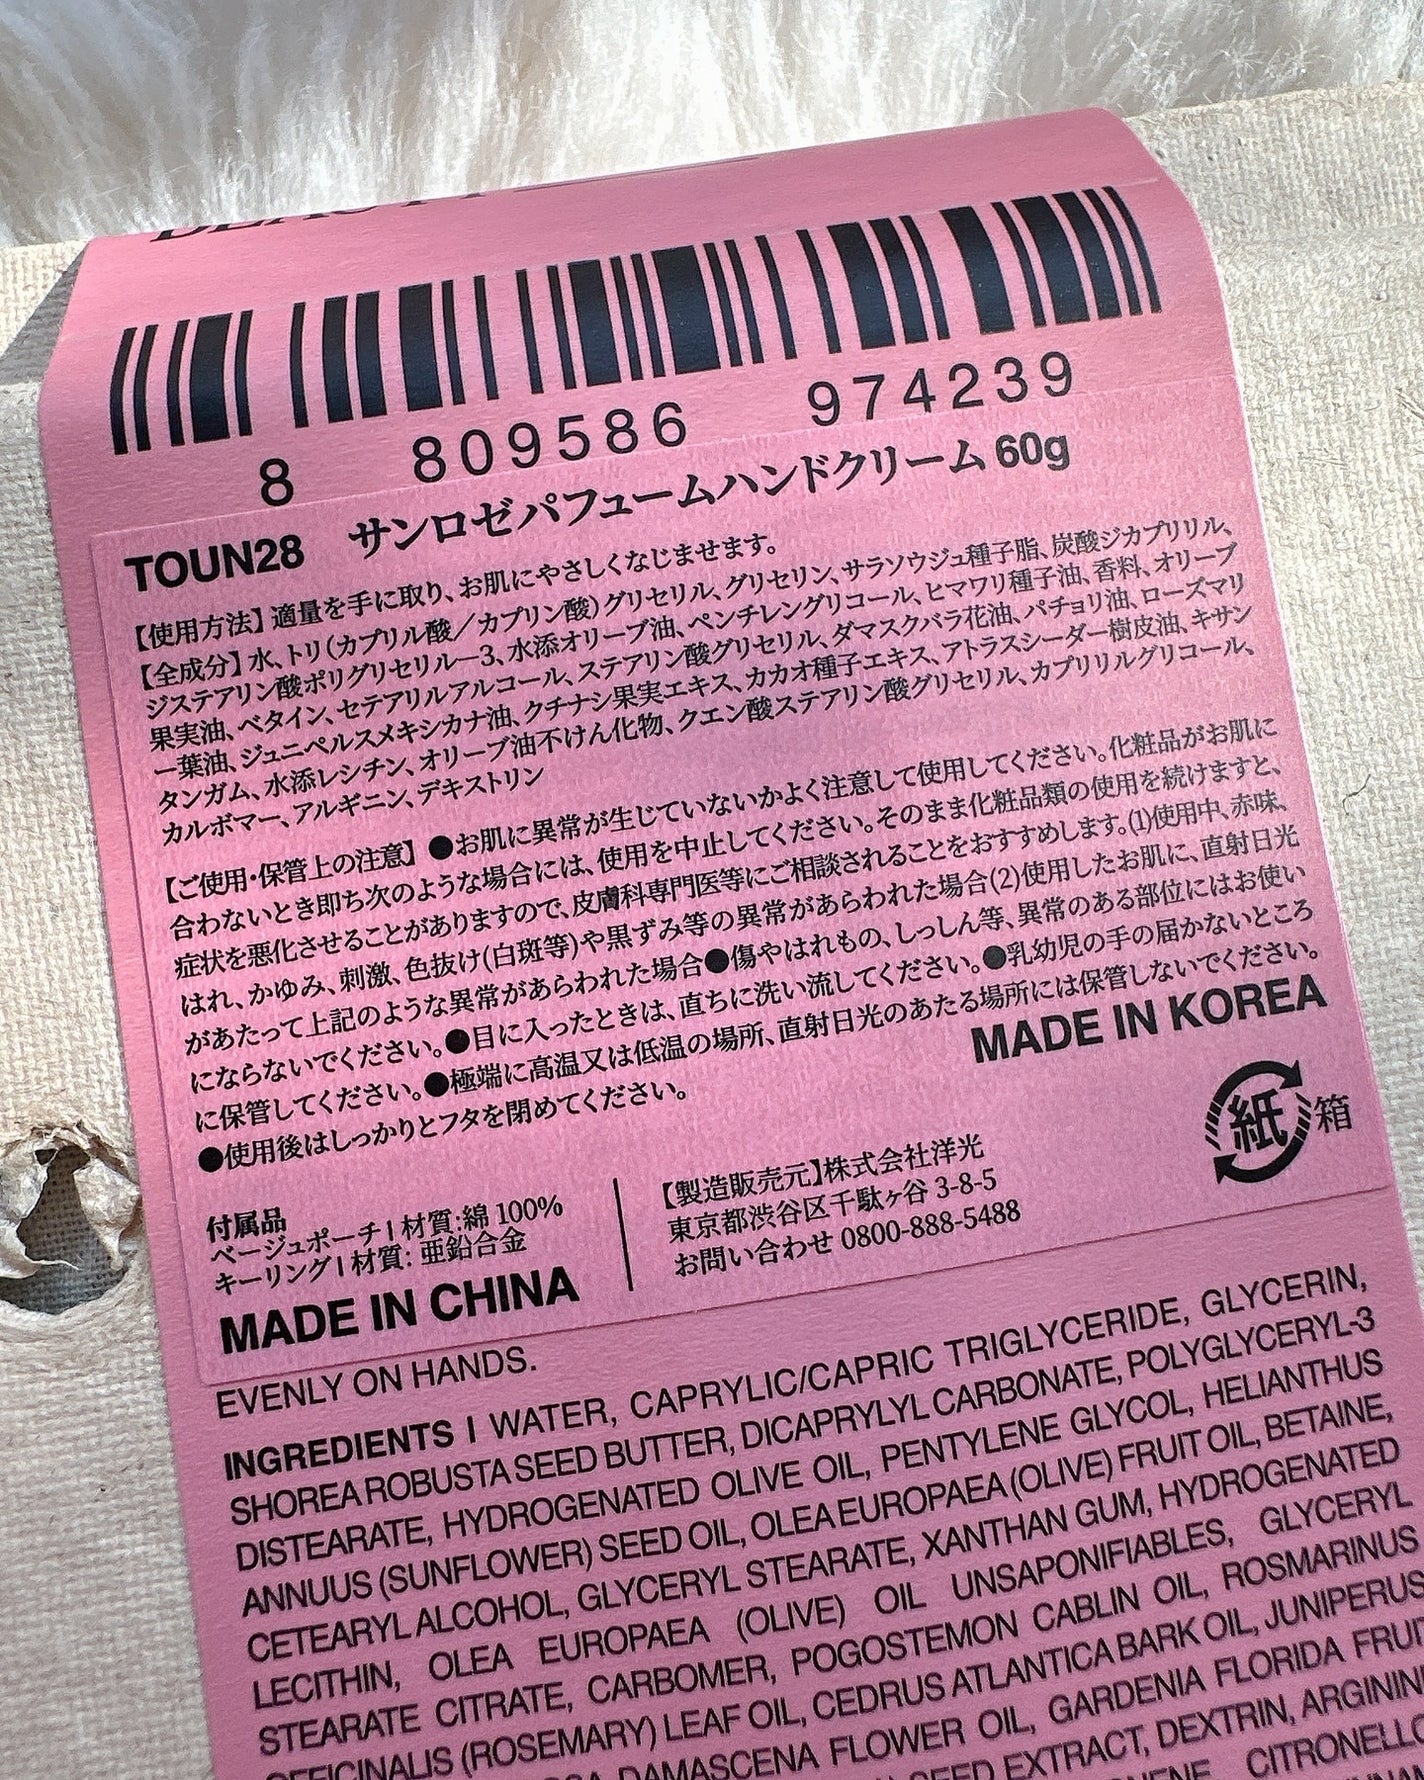 8 809586 974239
TOUN28 サンロゼパフュームハンドクリーム 60g
【使用方法】適量を手に取り、お肌にやさしくなじませます。
【全成分】水、トリ(カプリル酸/カプリン酸)グリセリル、グリセリン、サラソウジュ種子脂、炭酸ジカプリリル、
ジステアリン酸ポリグリセリル−3、水添オリーブ油、ペンチレングリコール、ヒマワリ種子油、香料、オリーブ
果実油、ベタイン、セテアリルアルコール、ステアリン酸グリセリル、ダマスクバラ花油、パチョリ油、ローズマリ
ー葉油、ジュニペルスメキシカナ油、クチナシ果実エキス、カカオ種子エキス、アトラスシーダー樹皮油、キサン
タンガム、水添レシチン、オリーブ油不けん化物、クエン酸ステアリン酸グリセリル、カプリリルグリコール、
カルボマー、アルギニン、デキストリン
【ご使用・保管上の注意】●お肌に異常が生じていないかよく注意して使用してください。化粧品がお肌に
合わないとき即ち次のような場合には、使用を中止してください。そのまま化粧品類の使用を続けますと、
症状を悪化させることがありますので、皮膚科専門医等にご相談されることをおすすめします。(1)使用中、赤味、
はれ、かゆみ、刺激、色抜け(白斑等)や黒ずみ等の異常があらわれた場合(2)使用したお肌に、直射日光
があたって上記のような異常があらわれた場合●傷やはれもの、しっしん等、異常のある部位にはお使い
にならないでください。●目に入ったときは、直ちに洗い流してください。●乳幼児の手の届かないところ
に保管してください。●極端に高温又は低温の場所、直射日光のあたる場所には保管しないでください。
●使用後はしっかりとフタを閉めてください。
MADE IN KOREA
紙 箱
付属品
ベージュポーチ | 材質:綿 100%
キーリング | 材質: 亜鉛合金
MADE IN CHINA
【製造販売元】株式会社洋光
東京都渋谷区千駄ヶ谷 3-8-5
お問い合わせ 0800-888-5488
EVENLY ON HANDS.
INGREDIENTS | WATER, CAPRYLIC/CAPRIC TRIGLYCERIDE, GLYCERIN,
SHOREA ROBUSTA SEED BUTTER, DICAPRYLYL CARBONATE, POLYGLYCERYL-3
DISTEARATE, HYDROGENATED OLIVE OIL, PENTYLENE GLYCOL, HELIANTHUS
ANNUUS (SUNFLOWER) SEED OIL, OLEA EUROPAEA (OLIVE) FRUIT OIL, BETAINE,
CETEARYL ALCOHOL, GLYCERYL STEARATE, XANTHAN GUM, HYDROGENATED
LECITHIN, OLEA EUROPAEA (OLIVE) OIL UNSAPONIFIABLES, GLYCERYL
STEARATE CITRATE, CARBOMER, POGOSTEMON CABLIN OIL, ROSMARINUS
OFFICINALIS (ROSEMARY) LEAF OIL, CEDRUS ATLANTICA BARK OIL, JUNIPERUS
DAMASCENA FLOWER OIL, GARDENIA FLORIDA
SEED EXTRACT, DEXTRIN,